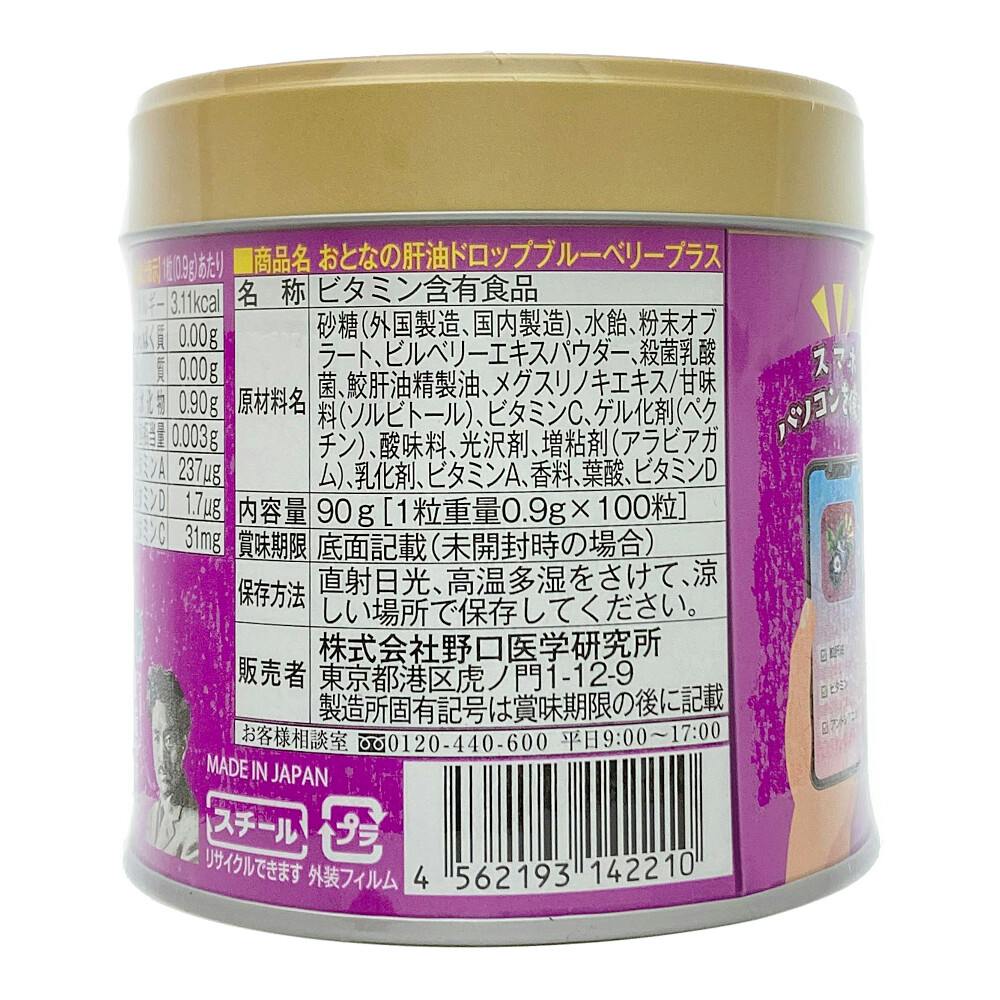 1粒(0.9g)あたり
3.11kcal
0.00g
質 0.00g
0.90g
0.003g
237μg
1.7μg
31mg
■商品名 おとなの肝油ドロップブルーベリープラス
名称 ビタミン含有食品
原材料名
砂糖(外国製造、国内製造)、水飴、粉末オブ
ラート、ビルベリーエキスパウダー、殺菌乳酸
菌、鮫肝油精製油、メグスリノキエキス/甘味
料(ソルビトール)、ビタミンC、ゲル化剤(ペク
チン)、酸味料、光沢剤、増粘剤(アラビアガ
ム)、乳化剤、ビタミンA、香料、葉酸、ビタミンD
内容量 90g[1粒重量0.9g×100粒]
賞味期限 底面記載(未開封時の場合)
保存方法
直射日光、高温多湿をさけて、涼
しい場所で保存してください。
販売者
株式会社野口医学研究所
東京都港区虎ノ門1-12-9
製造所固有記号は賞味期限の後に記載
お客様相談室 0120-440-600 平日9:00〜17:00
MADE IN JAPAN
スチール プラ
リサイクルできます 外装フィルム
4 562193 142210
スマホ
パソコン